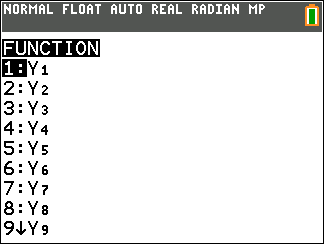 NORMAL FLOAT AUTO REAL RADIAN MP
FUNCTION
1:Y₁
2:Y₂
3:Y₃
4:Y₄
5:Y₅
6:Y₆
7:Y₇
8:Y₈
9↓Y₉